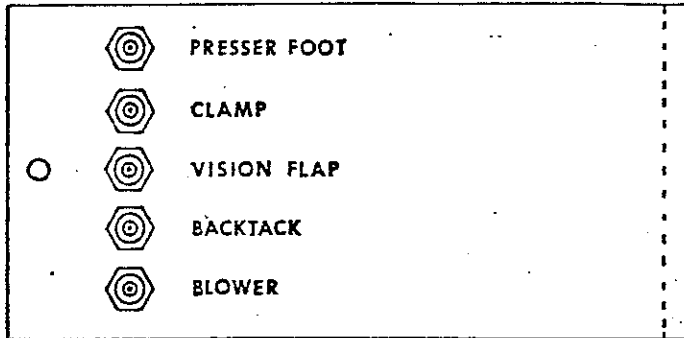 PRESSER FOOT
CLAMP
VISION FLAP
BACKTACK
BLOWER